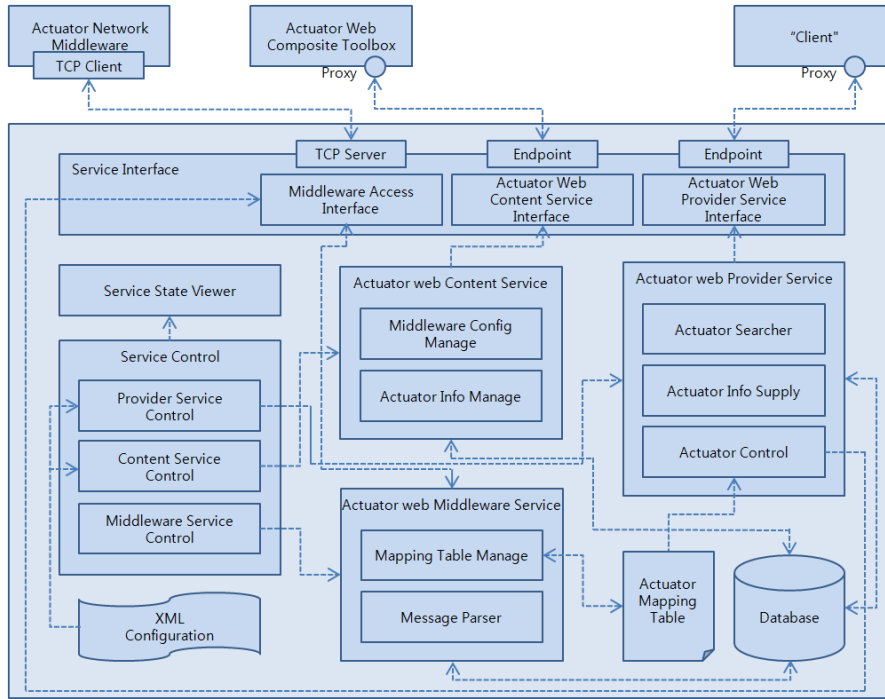 Actuator Network
Middleware
TCP Client
Actuator Web
Composite Toolbox
Proxy
“Client"
Proxy
Service Interface
TCP Server
Endpoint
Endpoint
Middleware Access
Interface
Actuator Web
Content Service
Interface
Actuator Web
Provider Service
Interface
Service State Viewer
Service Control
Provider Service
Control
Content Service
Control
Middleware Service
Control
XML
Configuration
Actuator web Content Service
Middleware Config
Manage
Actuator Info Manage
Actuator web Middleware Service
Mapping Table Manage
Message Parser
Actuator web Provider Service
Actuator Searcher
Actuator Info Supply
Actuator Control
Actuator
Mapping
Table
Database